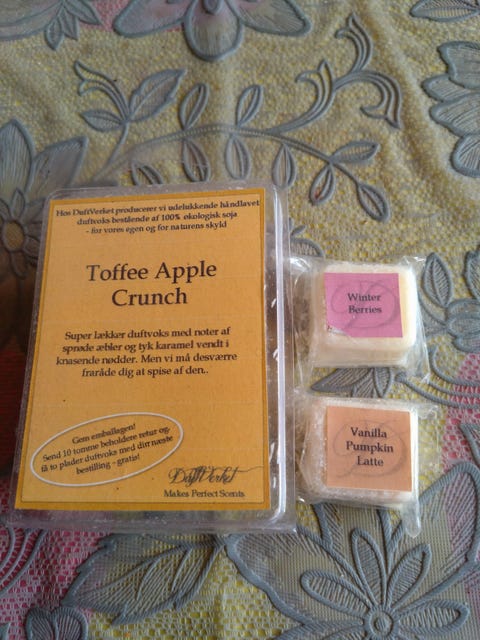 Hos DuftVerket producerer vi udelukkende håndlavet
duftvoks bestående af 100% økologisk soja
- for vores egen og for naturens skyld
Toffee Apple
Crunch
Super lækker duftvoks med noter af
sprøde æbler og tyk karamel vendt i
knasende nødder. Men vi må desværre
fraråde dig at spise af den..
Gem emballagen!
Send 10 tomme beholdere retur og
få to plader duftvoks med din næste
bestilling - gratis!
DuftVerket
Makes Perfect Scents
Winter
Berries
Vanilla
Pumpkin
Latte